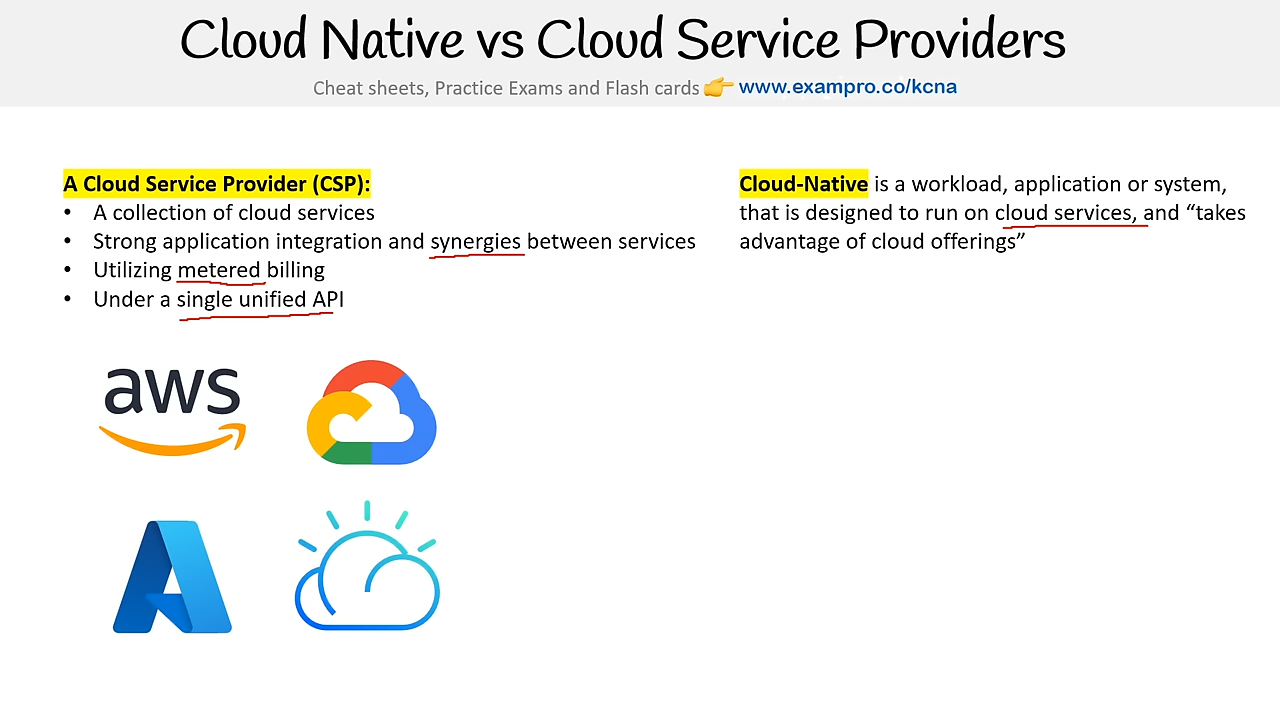 Cloud Native vs Cloud Service Providers
Cheat sheets, Practice Exams and Flash cards 👉 www.exampro.co/kcna
A Cloud Service Provider (CSP):
• A collection of cloud services
• Strong application integration and synergies between services
• Utilizing metered billing
• Under a single unified API
aws
Cloud-Native is a workload, application or system,
that is designed to run on cloud services, and “takes
advantage of cloud offerings”